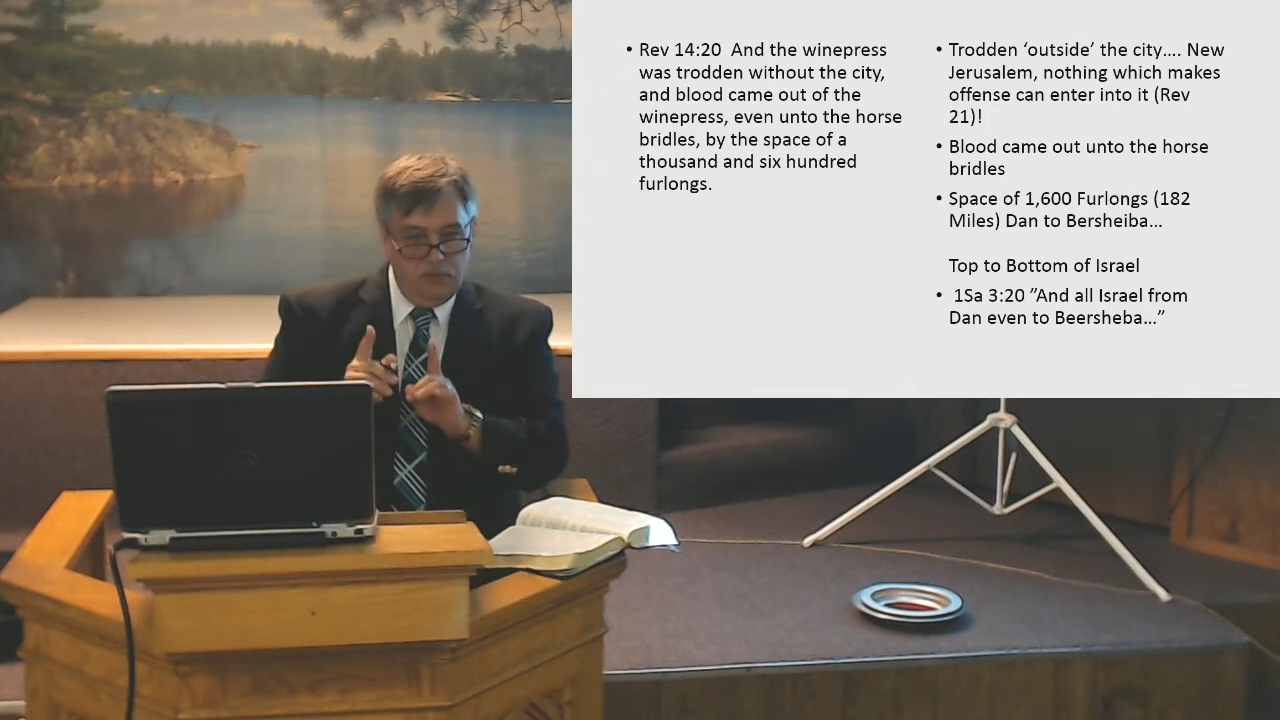 • Rev 14:20 And the winepress
was trodden without the city,
and blood came out of the
winepress, even unto the horse
bridles, by the space of a
thousand and six hundred
furlongs.
• Trodden ‘outside’ the city.... New
Jerusalem, nothing which makes
offense can enter into it (Rev
21)!
• Blood came out unto the horse
bridles
• Space of 1,600 Furlongs (182
Miles) Dan to Bersheiba...
Top to Bottom of Israel
• 1Sa 3:20 ”And all Israel from
Dan even to Beersheba...”